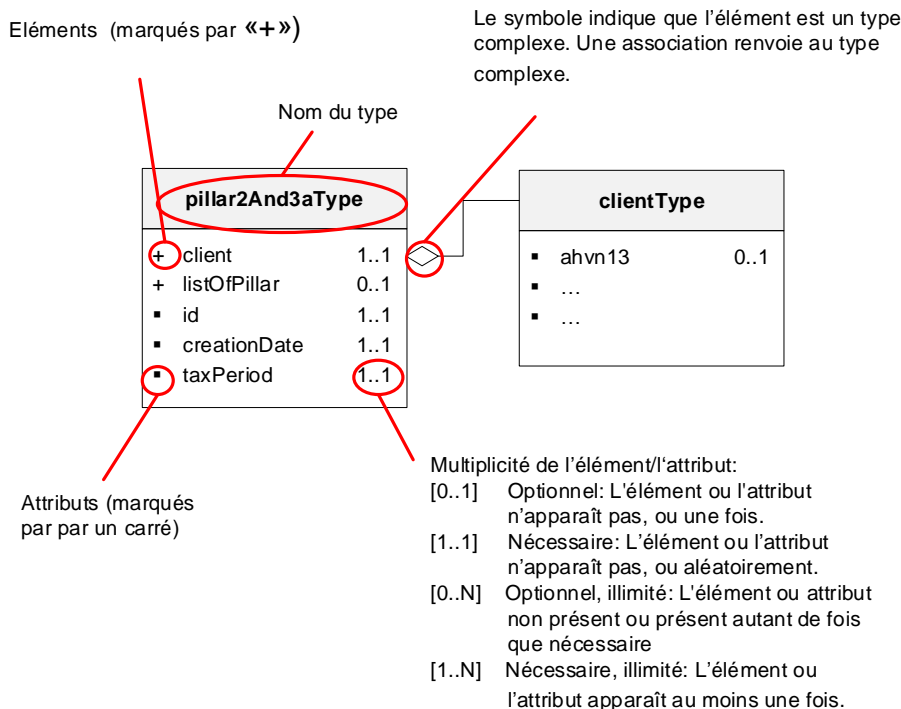 Eléments (marqués par «+»)
Le symbole indique que l'élément est un type
complexe. Une association renvoie au type
complexe.
Nom du type
pillar2And3aType
+ client 1..1
+ listOfPillar 0..1
▪ id 1..1
▪ creationDate 1..1
▪ taxPeriod 1..1
clientType
▪ ahvn13 0..1
▪ …
▪ …
Attributs (marqués
par par un carré)
Multiplicité de l'élément/l'attribut:
[0..1] Optionnel: L'élément ou l'attribut
n'apparaît pas, ou une fois.
[1..1] Nécessaire: L'élément ou l'attribut
n'apparaît pas, ou aléatoirement.
[0..N] Optionnel, illimité: L'élément ou attribut
non présent ou présent autant de fois
que nécessaire
[1..N] Nécessaire, illimité: L'élément ou
l'attribut apparaît au moins une fois.